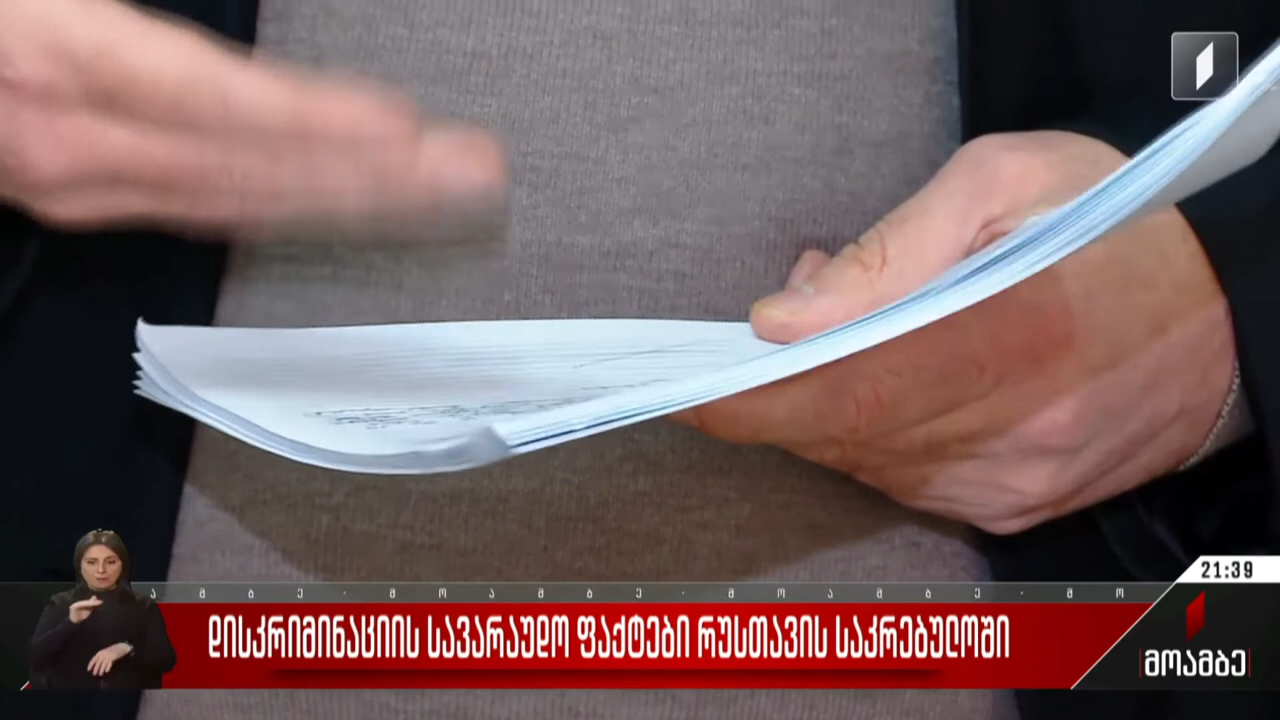 21:39
ა მ ბ ე · მ ო ა მ ბ ე · მ ო ა მ ბ ე · მ ო
დისკრიმინაციის სავარაუდო ფაქტები რუსთავის საკრებულოში
მოამბე